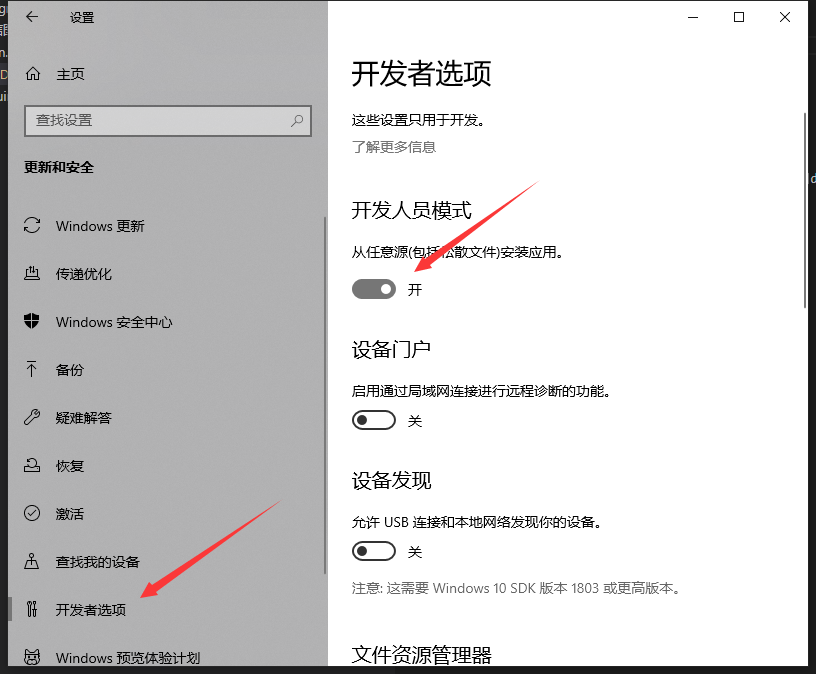 设置
主页
查找设置
更新和安全
Windows 更新
传递优化
Windows 安全中心
备份
疑难解答
恢复
激活
查找我的设备
开发者选项
Windows 预览体验计划
开发者选项
这些设置只用于开发。
了解更多信息
开发人员模式
从任意源(包括松散文件)安装应用。
开
设备门户
启用通过局域网连接进行远程诊断的功能。
关
设备发现
允许 USB 连接和本地网络发现你的设备。
关
注意: 这需要 Windows 10 SDK 版本 1803 或更高版本。
文件资源管理器